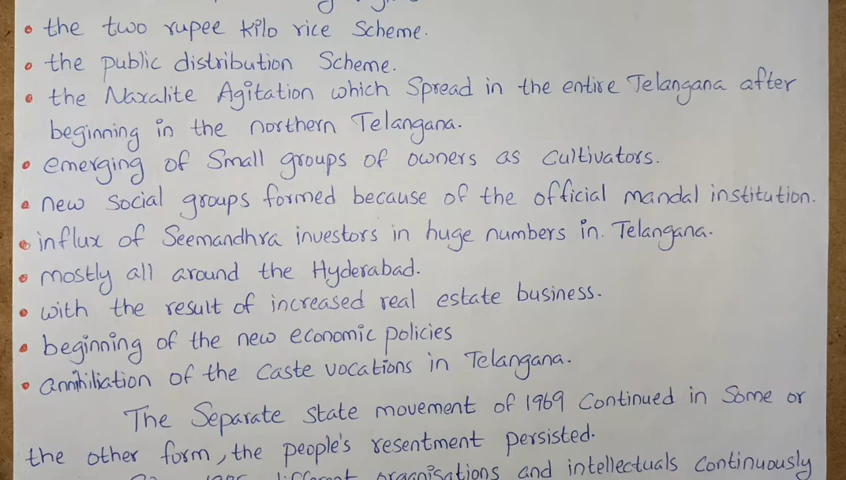 • the two rupee kilo rice Scheme.
• the public distribution Scheme.
• the Naxalite Agitation which Spread in the entire Telangana after
beginning in the northern Telangana.
• emerging of Small groups of owners as cultivators.
• new social groups formed because of the official mandal institution.
• influx of Seemandhra investors in huge numbers in Telangana.
• mostly all around the Hyderabad.
• with the result of increased real estate business.
• beginning of the new economic policies
• annihiliation of the caste vocations in Telangana.
The Separate State movement of 1969 Continued in Some or
the other form, the people's resentment persisted.
different organisations and intellectuals continuously